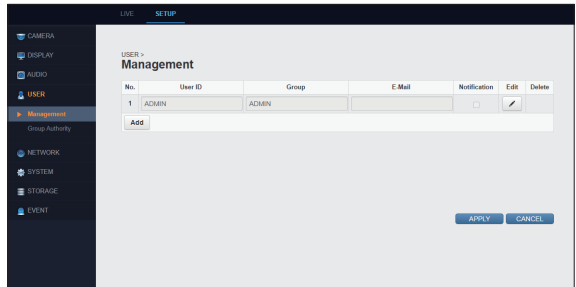 LIVE SETUP
CAMERA
DISPLAY
AUDIO
USER
Management
Group Authority
NETWORK
SYSTEM
STORAGE
EVENT
USER >
Management
No. User ID Group E-Mail Notification Edit Delete
1 ADMIN ADMIN
Add
APPLY CANCEL